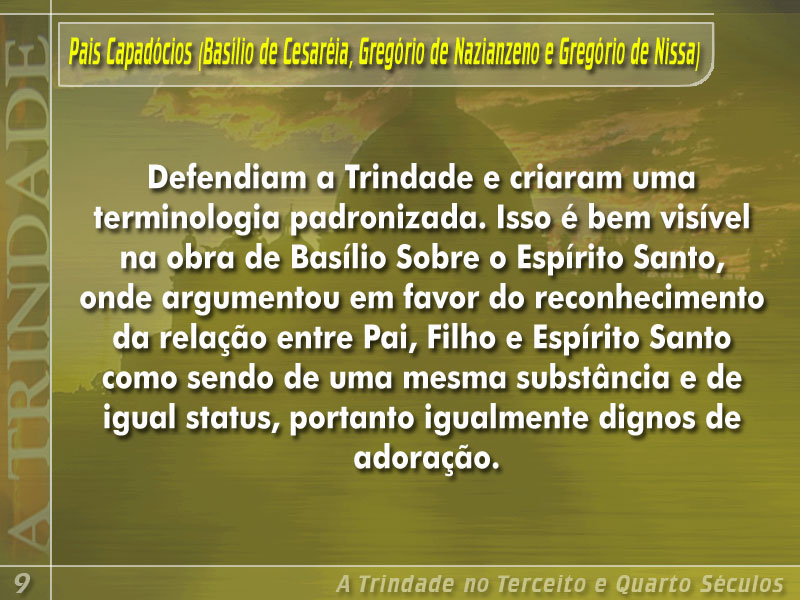 Pais Capadócios (Basílio de Cesaréia, Gregório de Nazianzeno e Gregório de Nissa)
A TRINDADE
Defendiam a Trindade e criaram uma
terminologia padronizada. Isso é bem visível
na obra de Basílio Sobre o Espírito Santo,
onde argumentou em favor do reconhecimento
da relação entre Pai, Filho e Espírito Santo
como sendo de uma mesma substância e de
igual status, portanto igualmente dignos de
adoração.
9
A Trindade no Terceito e Quarto Séculos